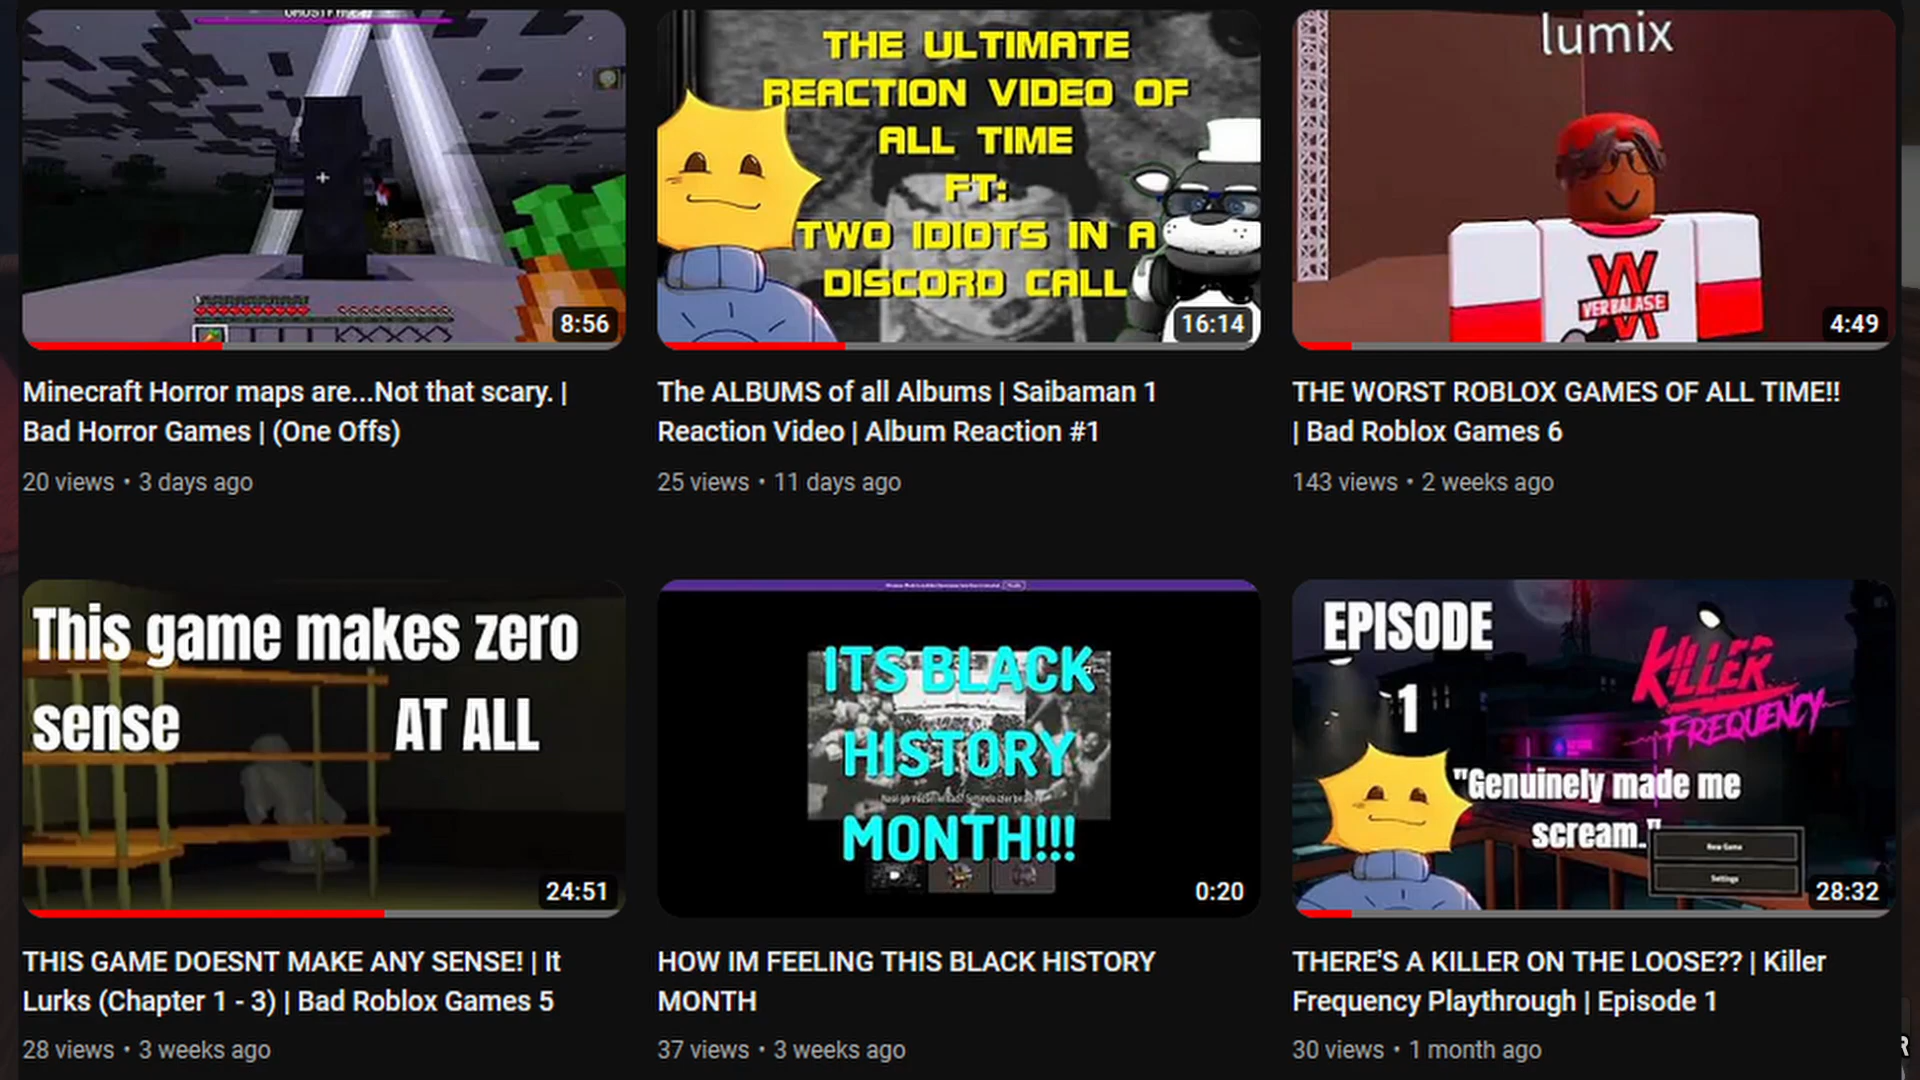 lumix
THE ULTIMATE
REACTION VIDEO OF
ALL TIME
FT:
TWO IDIOTS IN A
DISCORD CALL
VERBALASE
8:56
16:14
4:49
Minecraft Horror maps are...Not that scary. |
Bad Horror Games | (One Offs)
20 views • 3 days ago
The ALBUMS of all Albums | Saibaman 1
Reaction Video | Album Reaction #1
25 views • 11 days ago
THE WORST ROBLOX GAMES OF ALL TIME!!
| Bad Roblox Games 6
143 views • 2 weeks ago
This game makes zero
sense AT ALL
24:51
ITS BLACK
HISTORY
MONTH!!!
0:20
EPISODE
1
KILLER
FREQUENCY
"Genuinely made me
scream."
New Game
Settings
28:32
THIS GAME DOESNT MAKE ANY SENSE! | It
Lurks (Chapter 1 - 3) | Bad Roblox Games 5
28 views • 3 weeks ago
HOW IM FEELING THIS BLACK HISTORY
MONTH
37 views • 3 weeks ago
THERE'S A KILLER ON THE LOOSE?? | Killer
Frequency Playthrough | Episode 1
30 views • 1 month ago